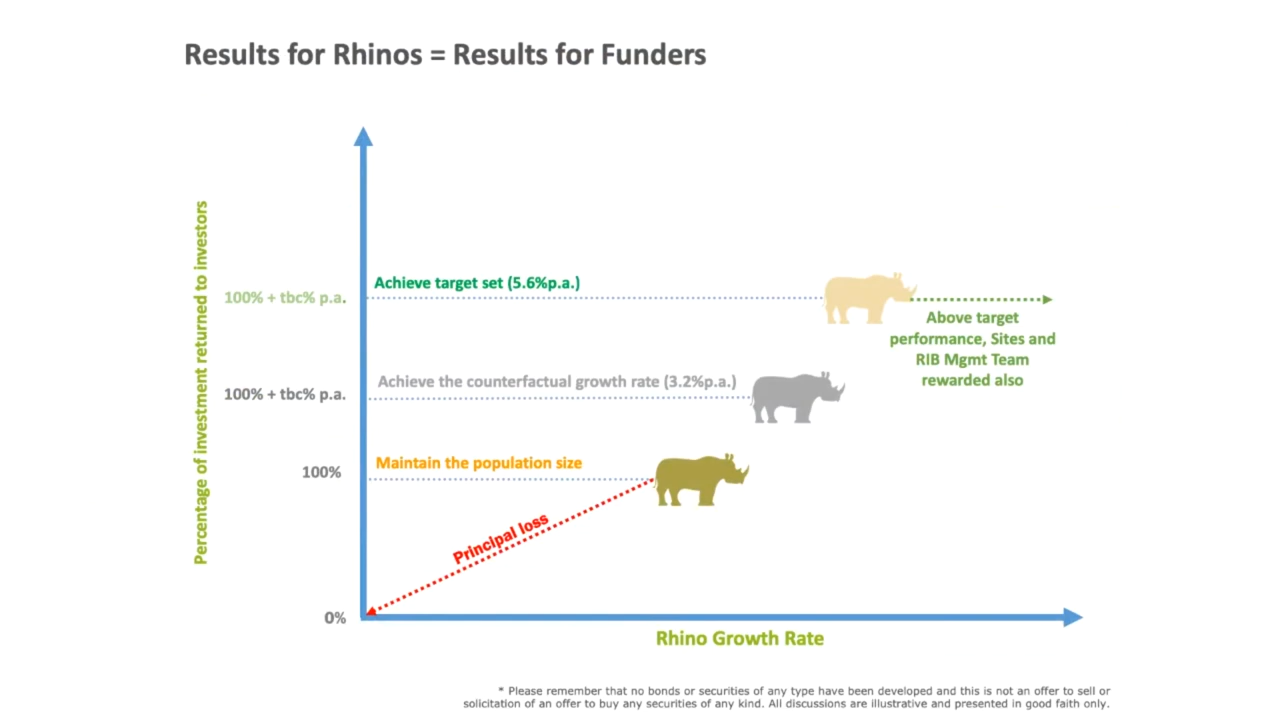 Results for Rhinos = Results for Funders
Percentage of investment returned to investors
100% + tbc% p.a.
Achieve target set (5.6%p.a.)
Above target
performance, Sites and
RIB Mgmt Team
rewarded also
100% + tbc% p.a.
Achieve the counterfactual growth rate (3.2%p.a.)
100%
Maintain the population size
Principal loss
0%
Rhino Growth Rate
* Please remember that no bonds or securities of any type have been developed and this is not an offer to sell or
solicitation of an offer to buy any securities of any kind. All discussions are illustrative and presented in good faith only.